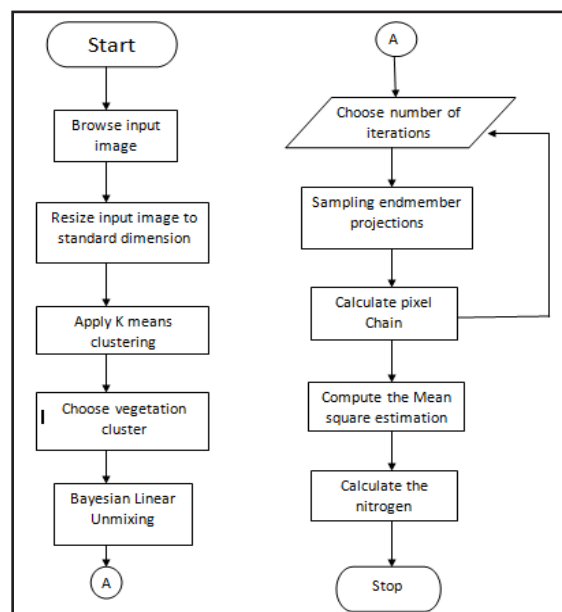 Start
Browse input
image
Resize input image to
standard dimension
Apply K means
clustering
Choose vegetation
cluster
Bayesian Linear
Unmixing
A
A
Choose number of
iterations
Sampling endmember
projections
Calculate pixel
Chain
Compute the Mean
square estimation
Calculate the
nitrogen
Stop